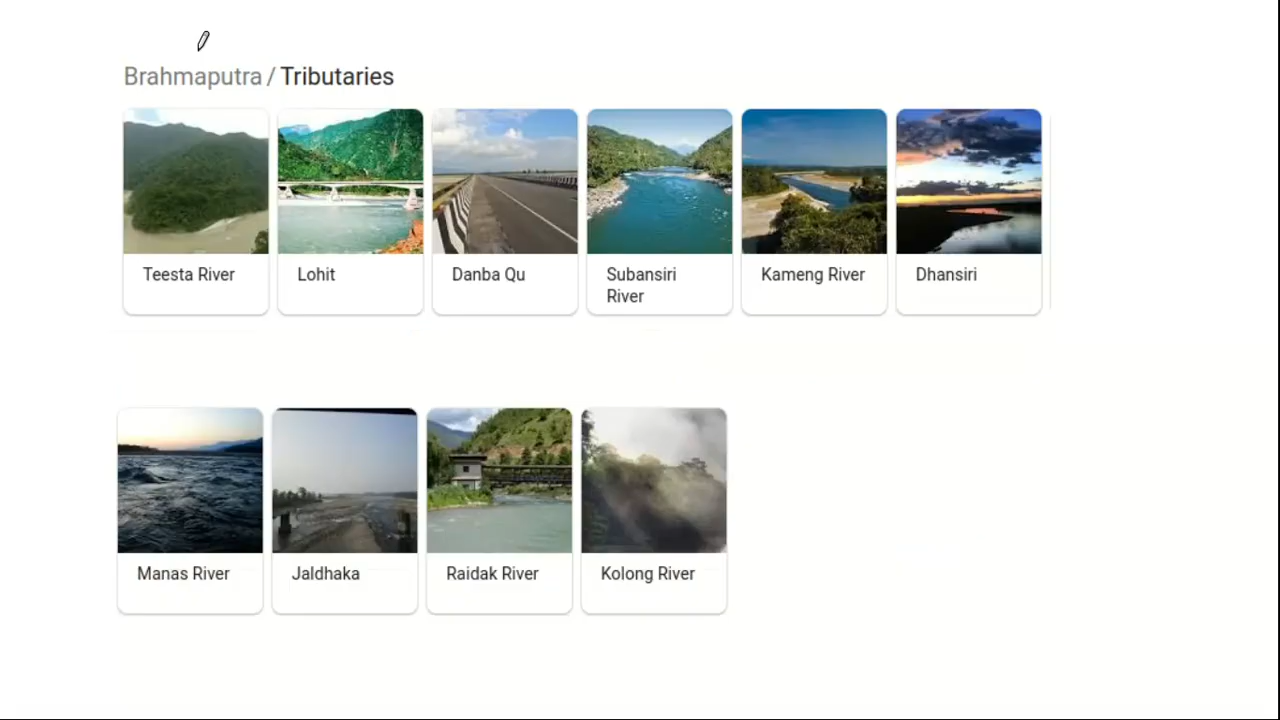 Brahmaputra / Tributaries
Teesta River
Lohit
Danba Qu
Subansiri
River
Kameng River
Dhansiri
Manas River
Jaldhaka
Raidak River
Kolong River